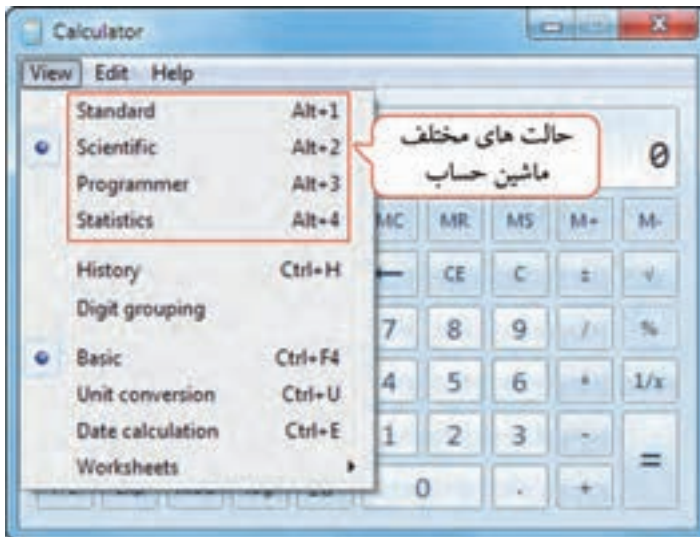 Calculator
View Edit Help
Standard Alt+1
Scientific Alt+2
Programmer Alt+3
Statistics Alt+4
History Ctrl+H
Digit grouping
Basic Ctrl+F4
Unit conversion Ctrl+U
Date calculation Ctrl+E
Worksheets
حالت های مختلف
ماشین حساب
0
MC MR MS M+ M-
← CE C ± √
7 8 9 / %
4 5 6 * 1/x
1 2 3 - =
0 . +